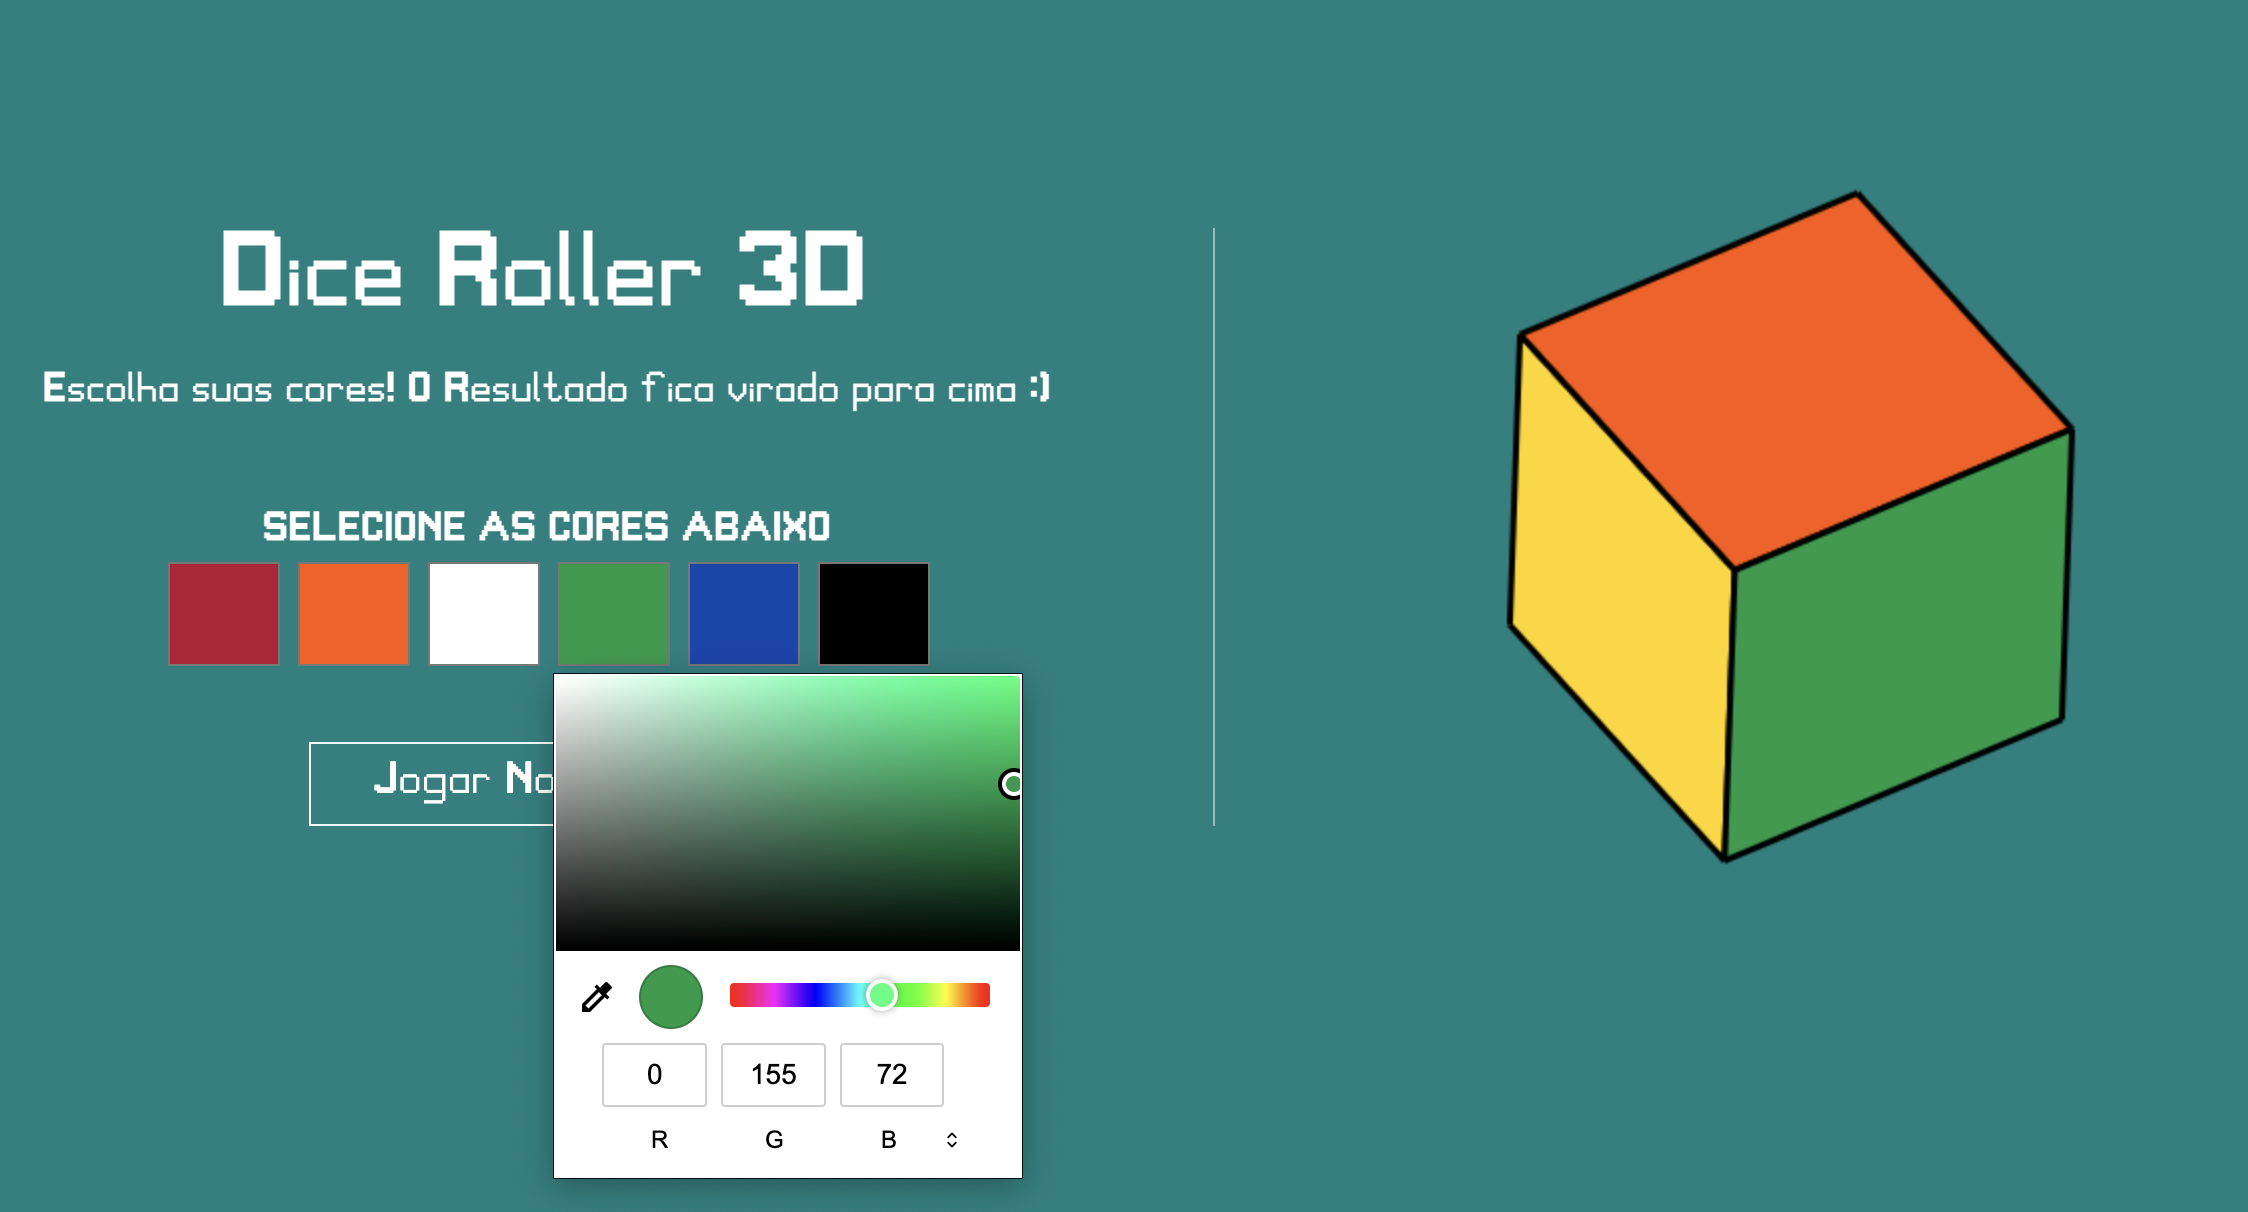 Dice Roller 3D
Escolha suas cores! O Resultado fica virado para cima :)
SELECIONE AS CORES ABAIXO
Jogar No
0 155 72
R G B